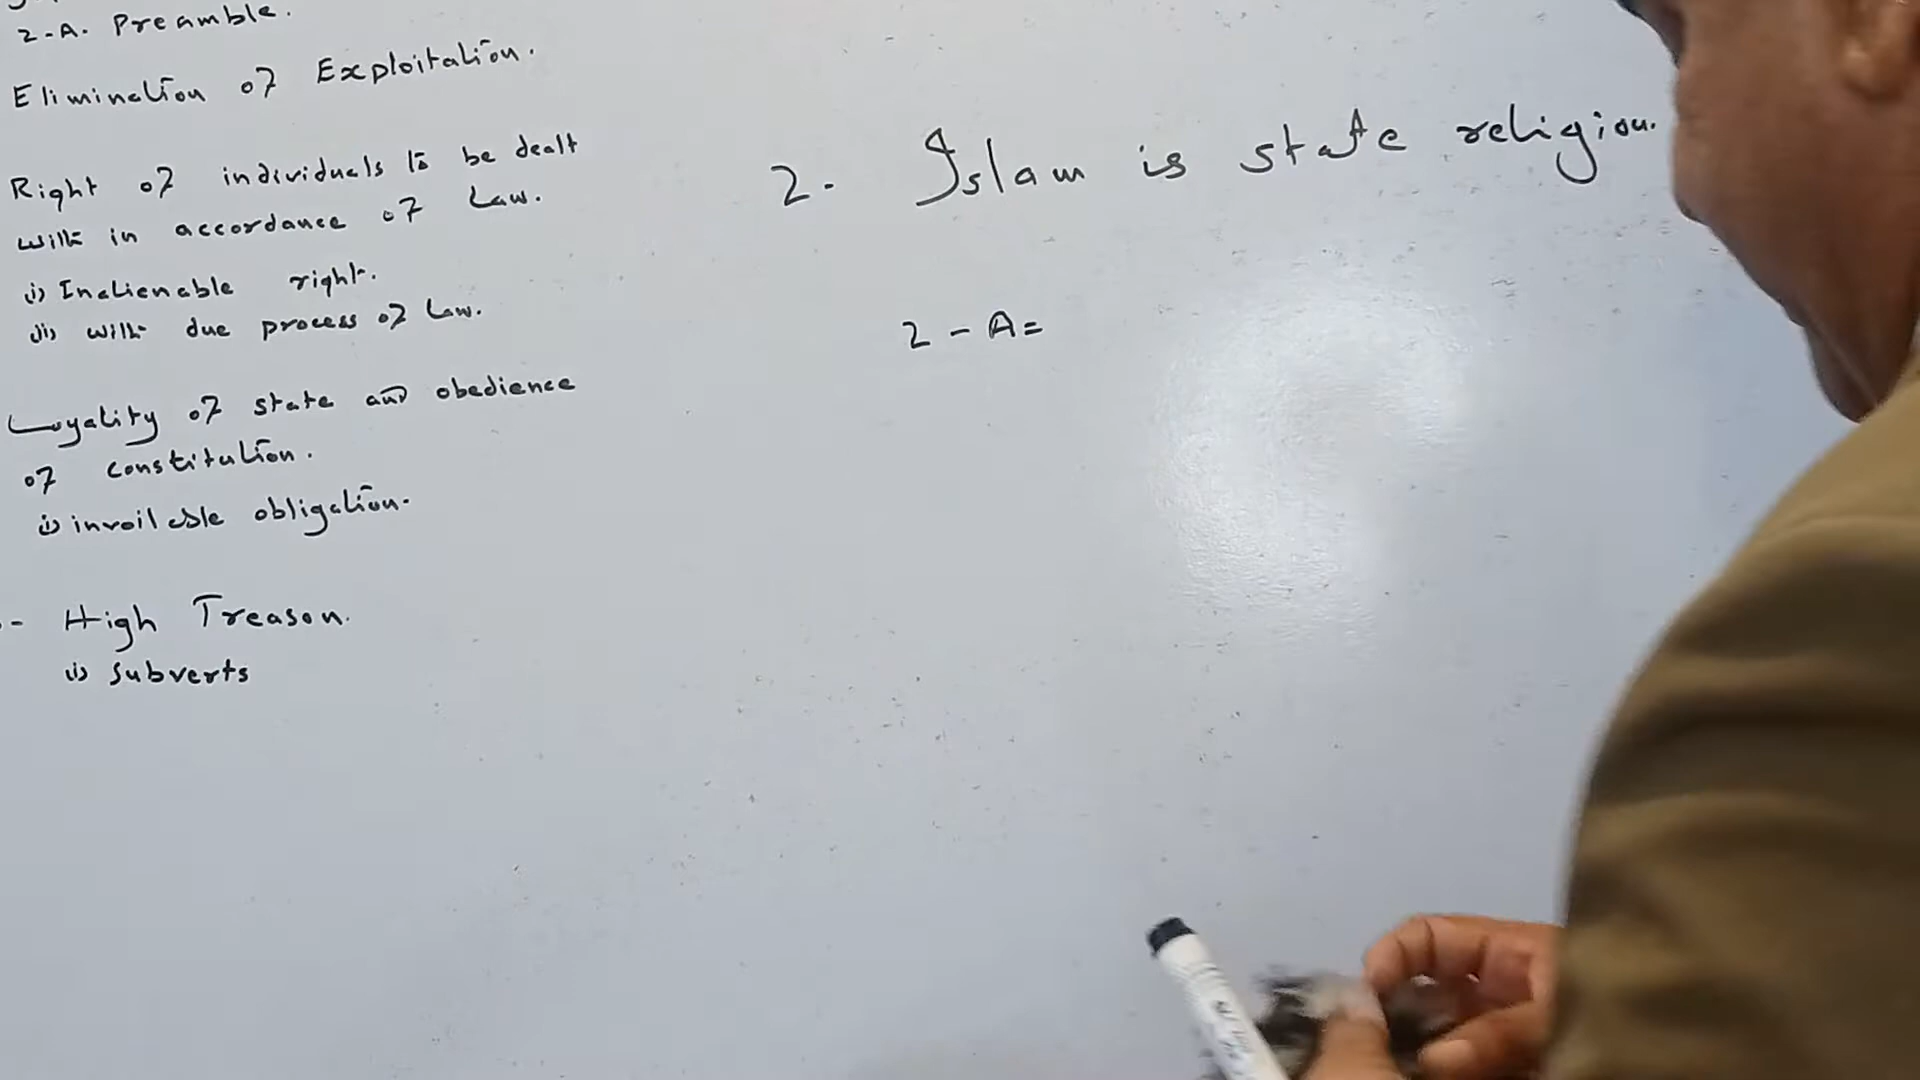 2-A. Preamble.
Elimination of Exploitation.
Right of individuals to be dealt
with in accordance of Law.
i) Inalienable right.
ii) with due process of Law.
Loyality of state and obedience
of constitution.
i) invoilable obligation.
- High Treason.
i) Subverts
2. Islam is state religion.
2-A=